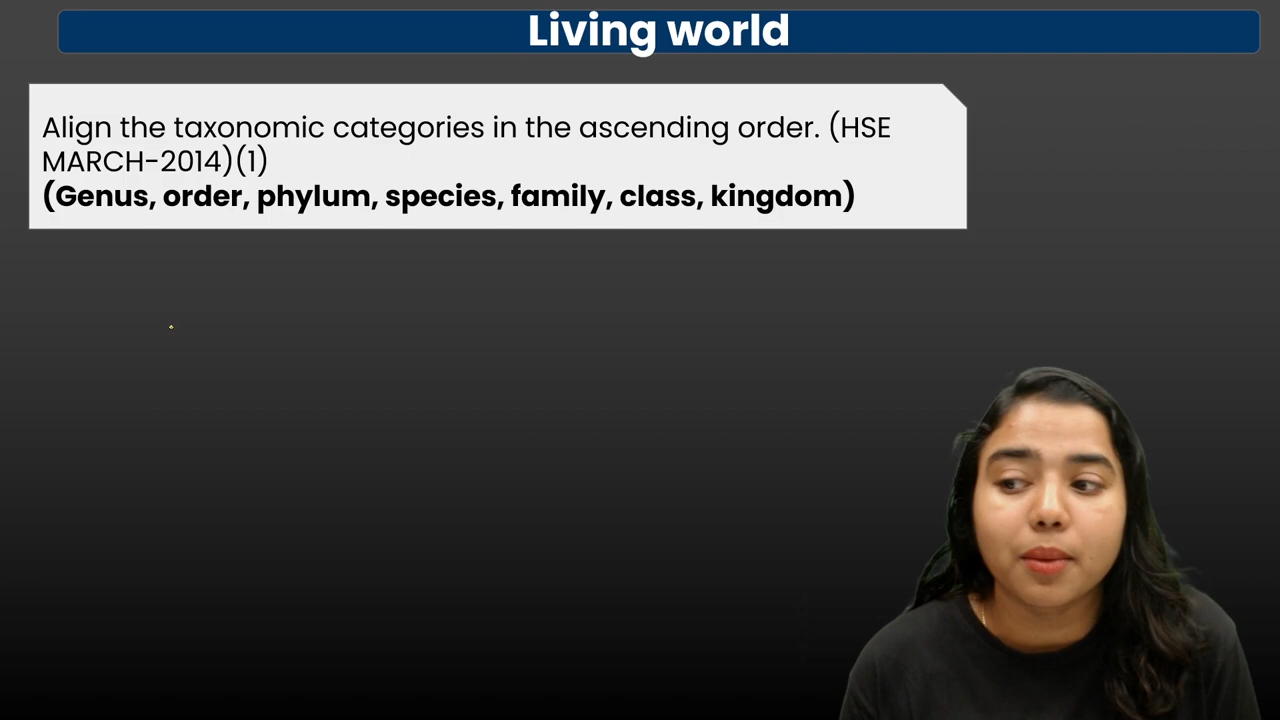 Living world
Align the taxonomic categories in the ascending order. (HSE
MARCH-2014)(1)
(Genus, order, phylum, species, family, class, kingdom)